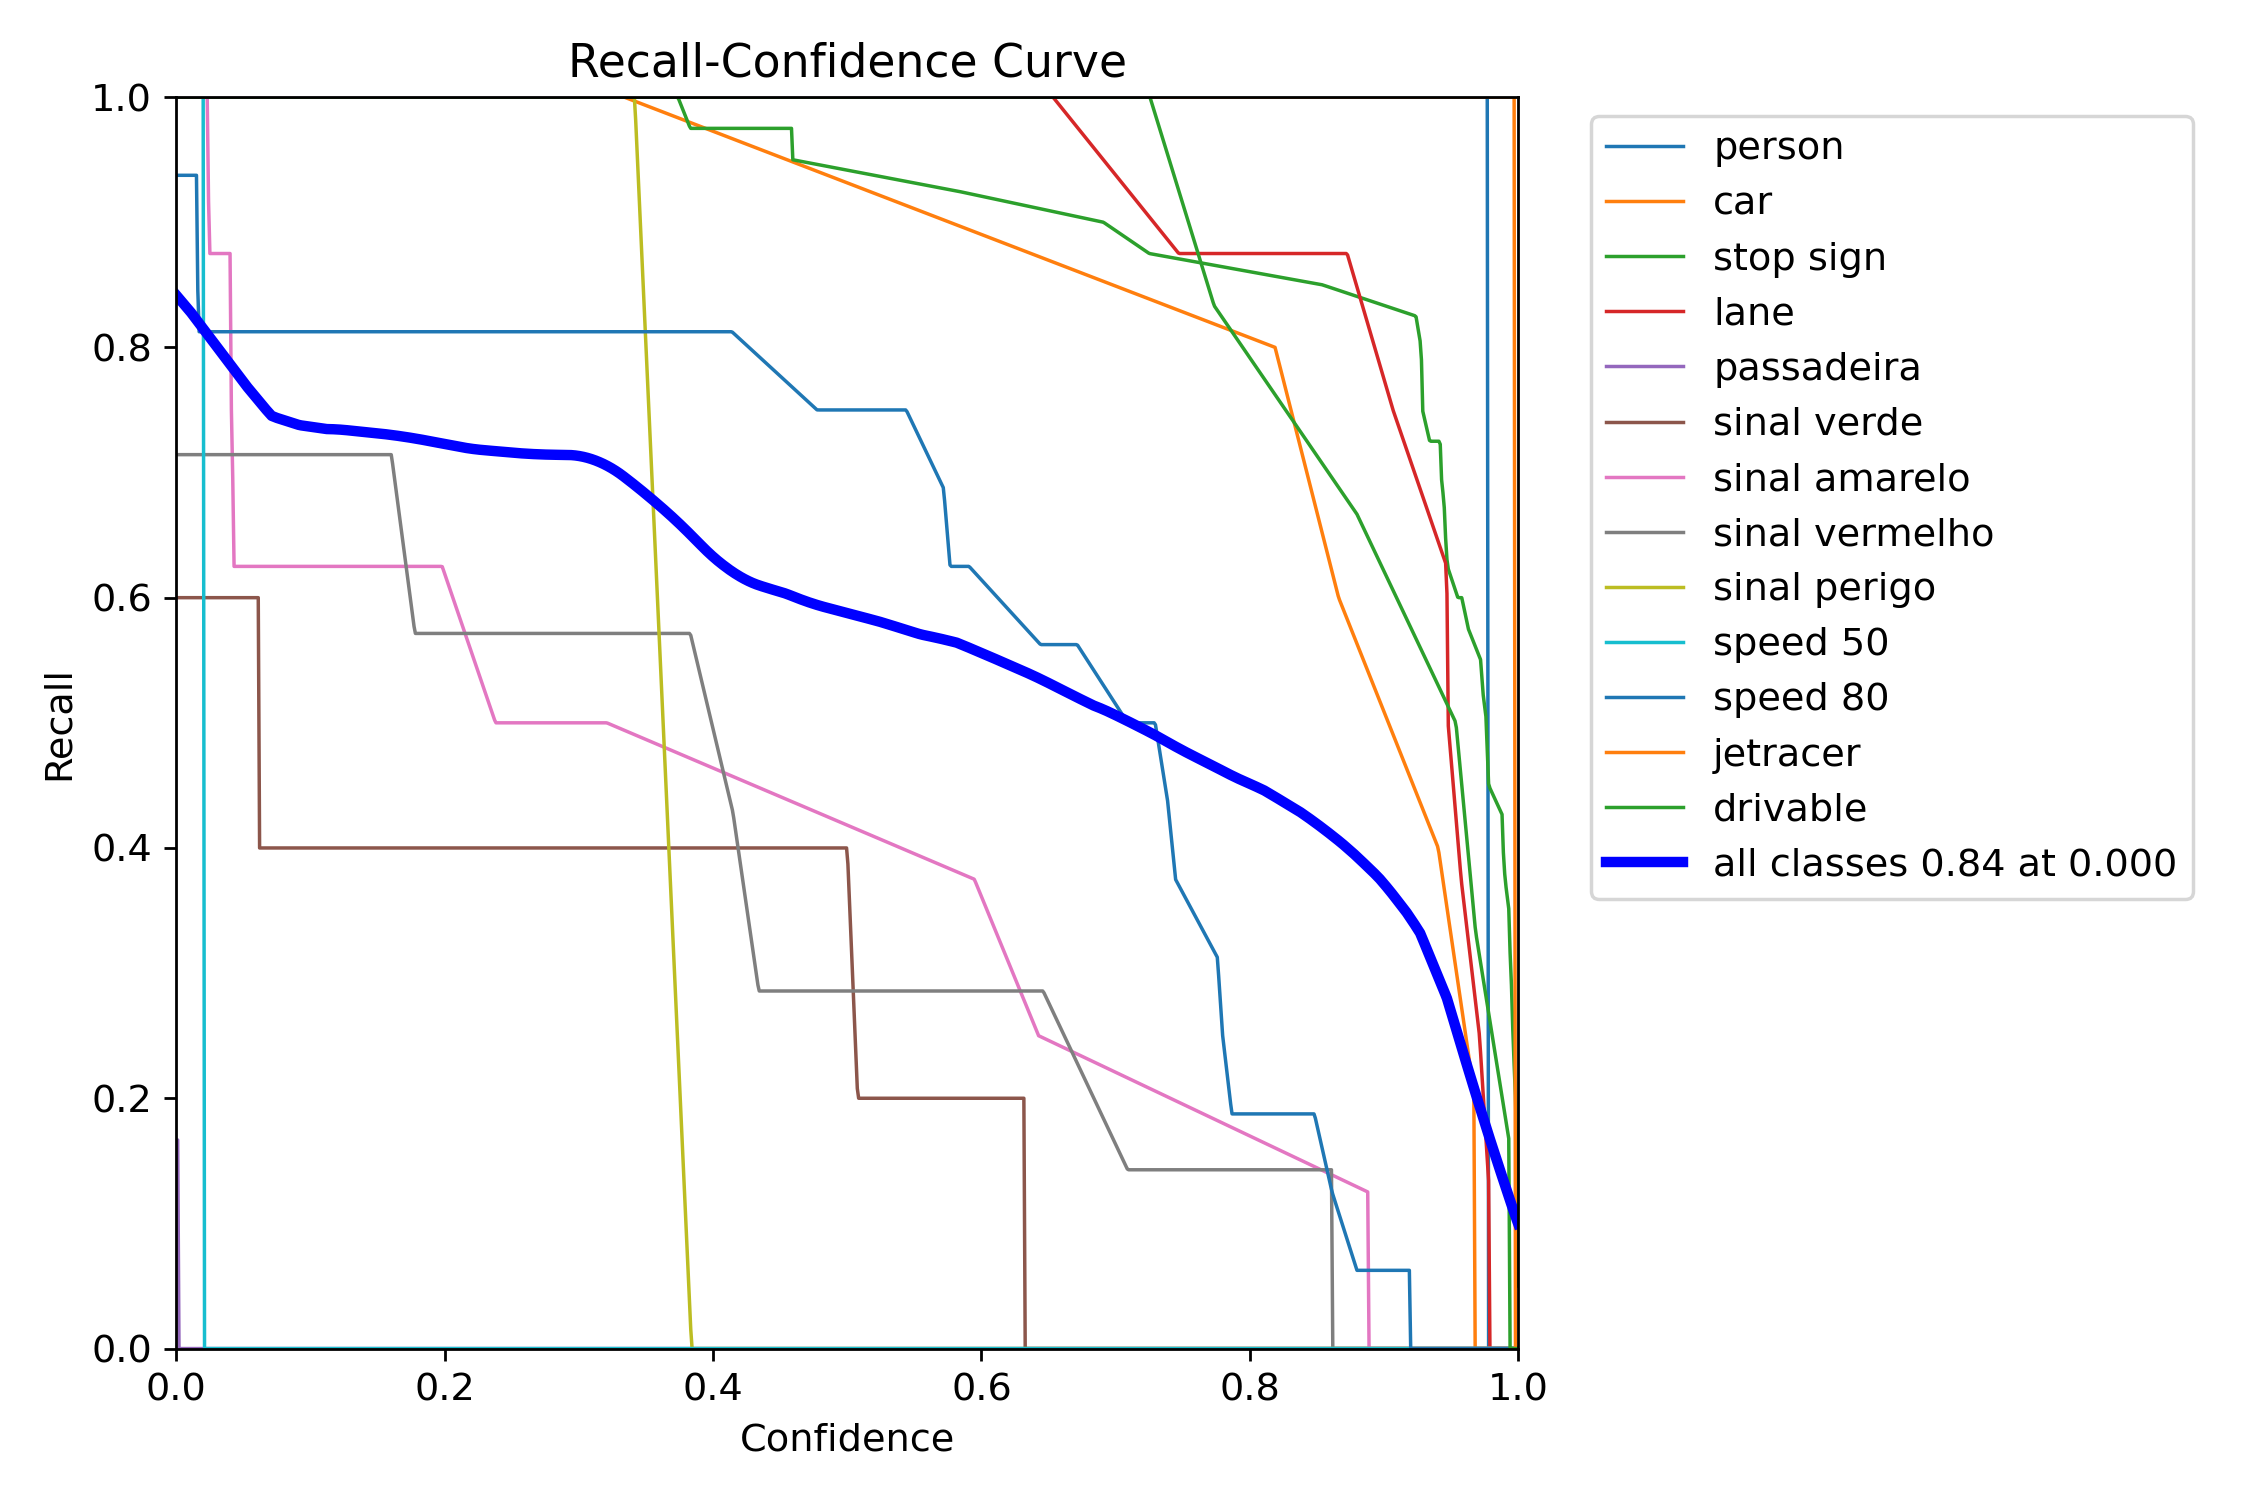 Recall-Confidence Curve
1.0
0.8
0.6
0.4
0.2
0.0
Recall
0.0 0.2 0.4 0.6 0.8 1.0
Confidence
person
car
stop sign
lane
passadeira
sinal verde
sinal amarelo
sinal vermelho
sinal perigo
speed 50
speed 80
jetracer
drivable
all classes 0.84 at 0.000